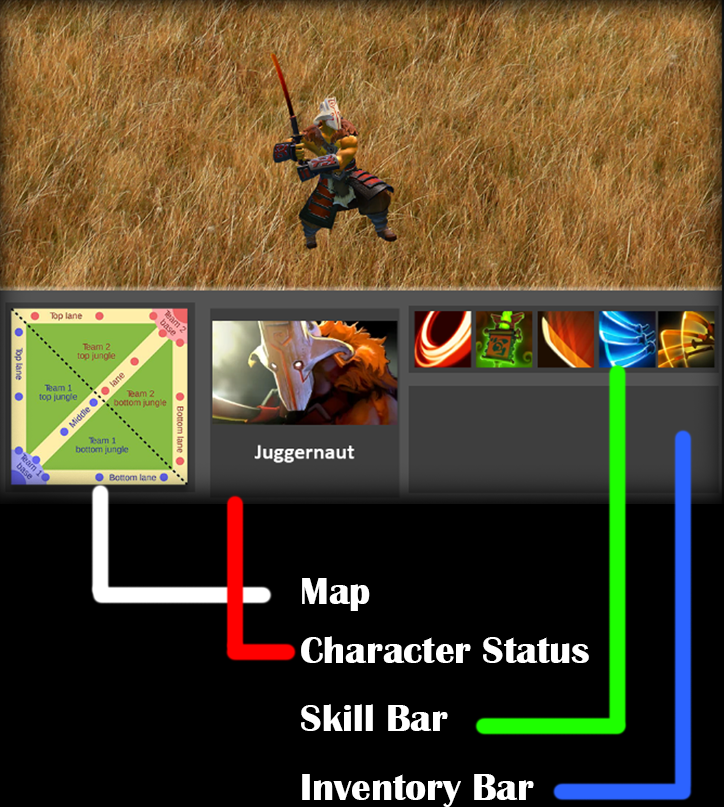 Top lane
Team 2
base
Top lane
Team 2
top jungle
Team 1
top jungle
Middle lane
Team 2
bottom jungle
Team 1
bottom jungle
Bottom lane
Team 1
base
Bottom lane
Juggernaut
Map
Character Status
Skill Bar
Inventory Bar